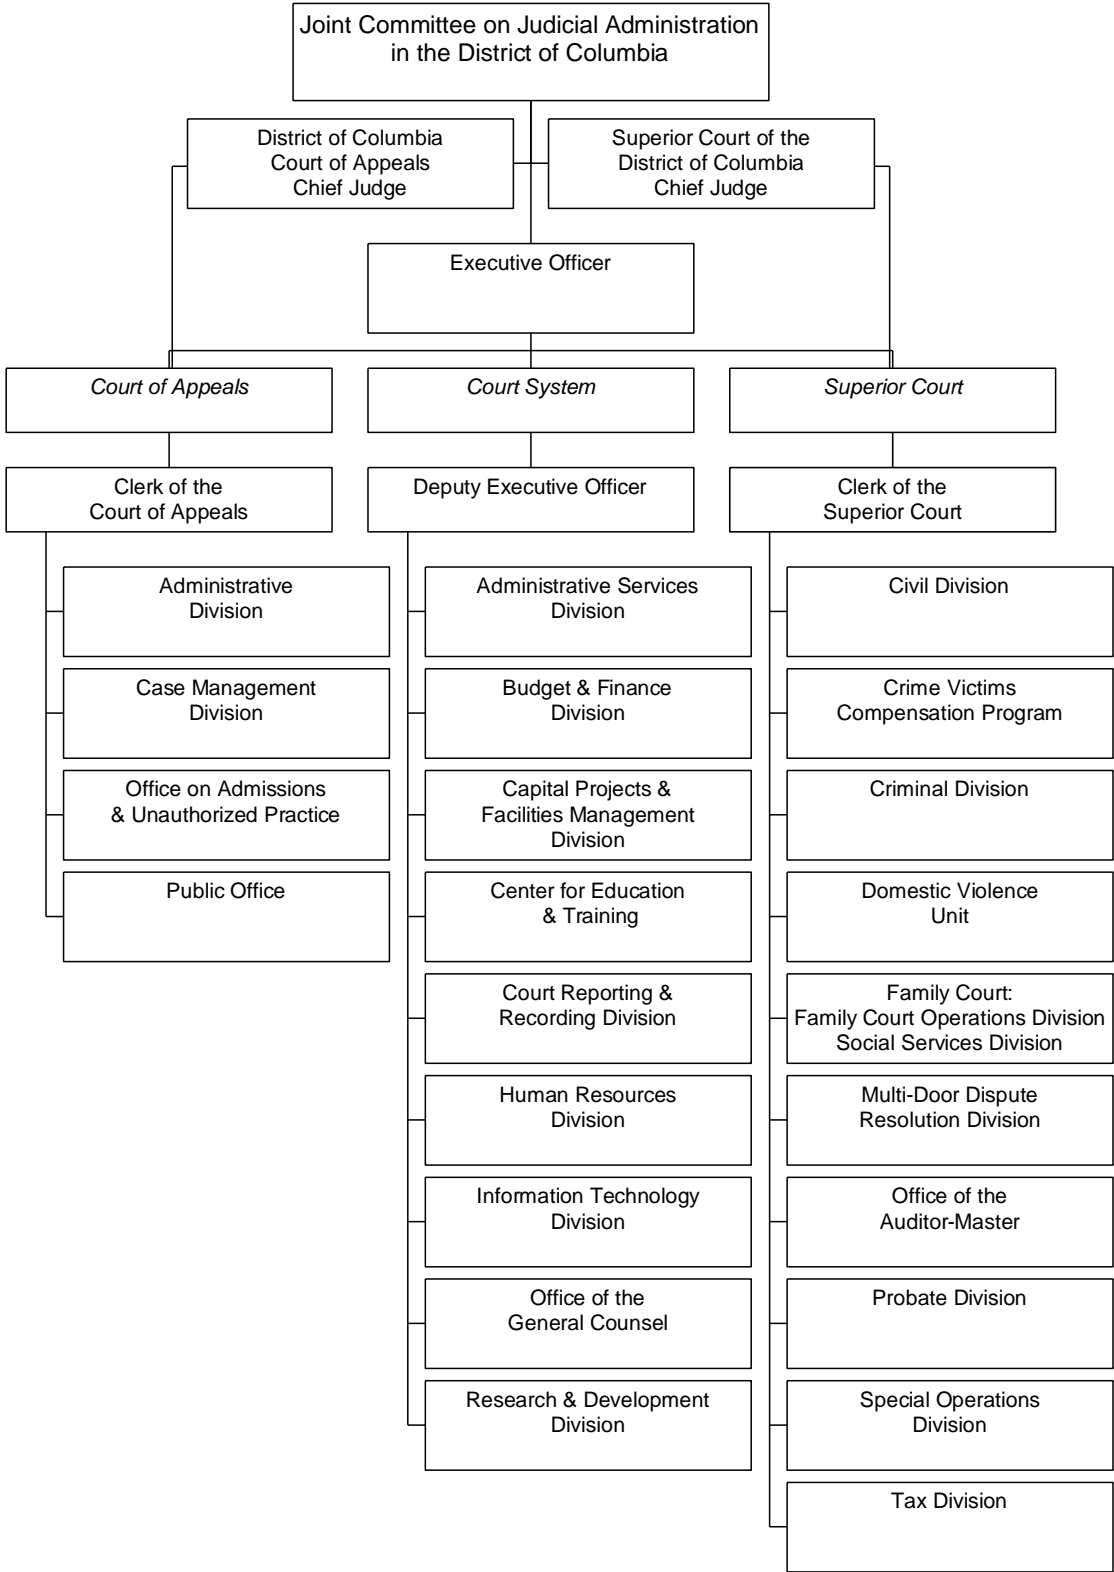 Joint Committee on Judicial Administration
in the District of Columbia
District of Columbia
Court of Appeals
Chief Judge
Superior Court of the
District of Columbia
Chief Judge
Executive Officer
Court of Appeals
Court System
Superior Court
Clerk of the
Court of Appeals
Deputy Executive Officer
Clerk of the
Superior Court
Administrative
Division
Case Management
Division
Office on Admissions
& Unauthorized Practice
Public Office
Administrative Services
Division
Budget & Finance
Division
Capital Projects &
Facilities Management
Division
Center for Education
& Training
Court Reporting &
Recording Division
Human Resources
Division
Information Technology
Division
Office of the
General Counsel
Research & Development
Division
Civil Division
Crime Victims
Compensation Program
Criminal Division
Domestic Violence
Unit
Family Court:
Family Court Operations Division
Social Services Division
Multi-Door Dispute
Resolution Division
Office of the
Auditor-Master
Probate Division
Special Operations
Division
Tax Division